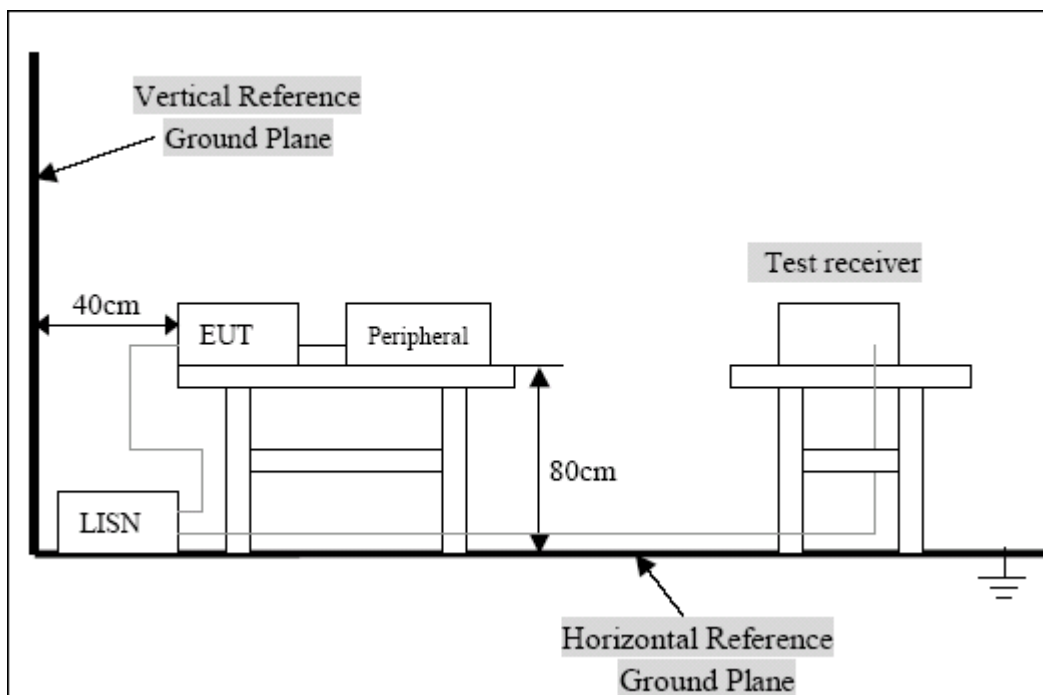 Vertical Reference
Ground Plane
Test receiver
40cm
EUT
Peripheral
80cm
LISN
Horizontal Reference
Ground Plane